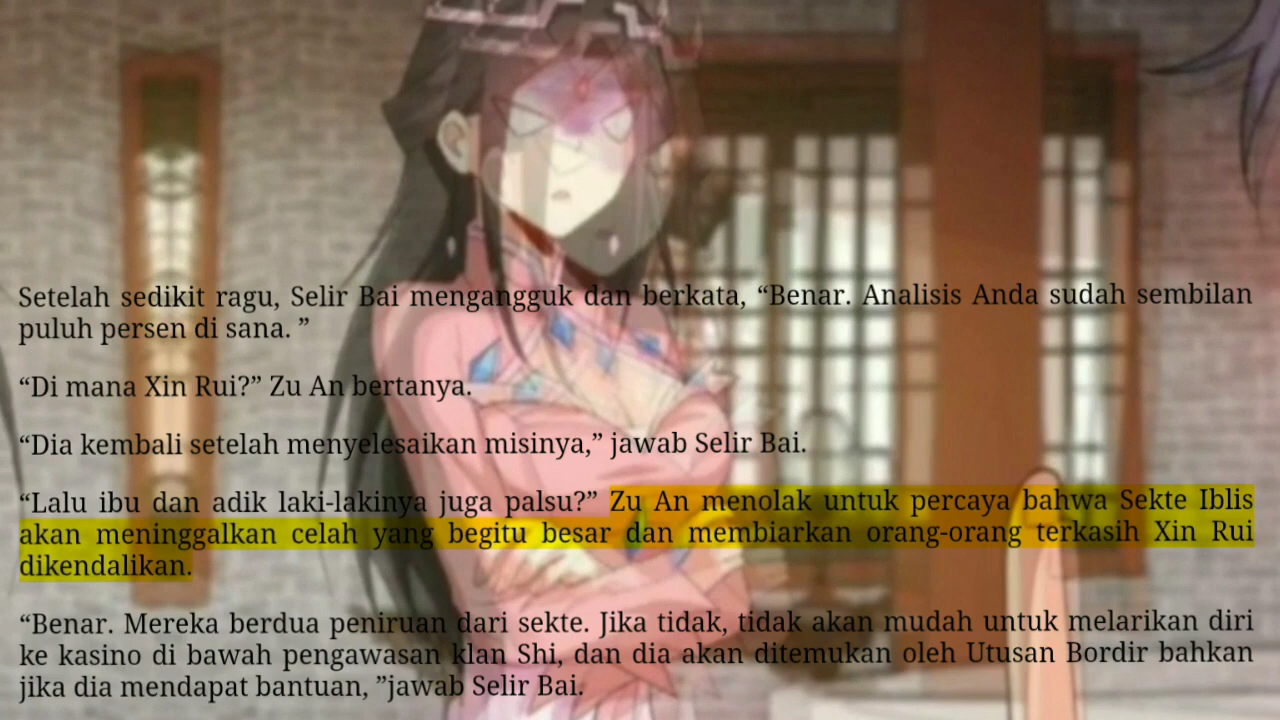 Setelah sedikit ragu, Selir Bai mengangguk dan berkata, “Benar. Analisis Anda sudah sembilan
puluh persen di sana. ”
“Di mana Xin Rui?” Zu An bertanya.
“Dia kembali setelah menyelesaikan misinya,” jawab Selir Bai.
“Lalu ibu dan adik laki-lakinya juga palsu?” Zu An menolak untuk percaya bahwa Sekte Iblis
akan meninggalkan celah yang begitu besar dan membiarkan orang-orang terkasih Xin Rui
dikendalikan.
“Benar. Mereka berdua peniruan dari sekte. Jika tidak, tidak akan mudah untuk melarikan diri
ke kasino di bawah pengawasan klan Shi, dan dia akan ditemukan oleh Utusan Bordir bahkan
jika dia mendapat bantuan, ”jawab Selir Bai.